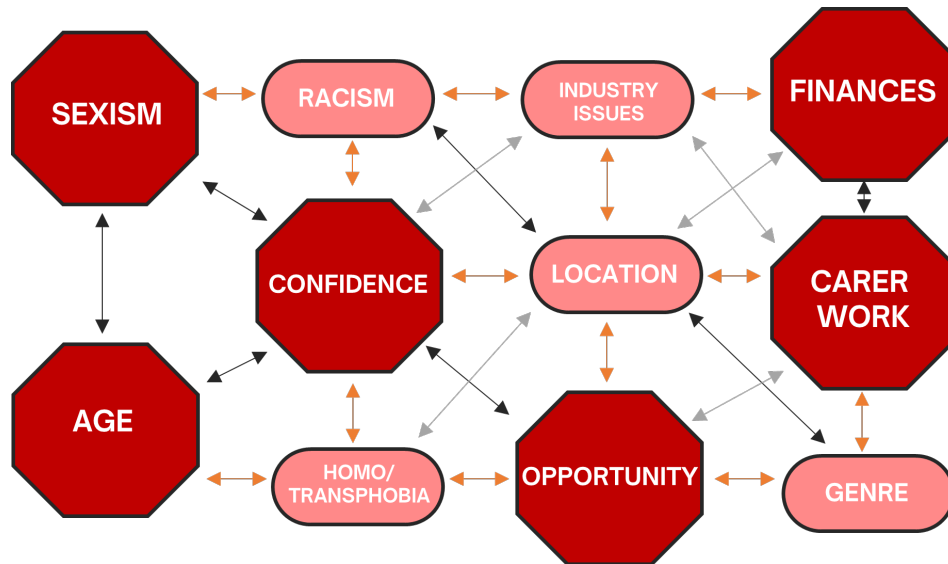 SEXISM
RACISM
INDUSTRY
ISSUES
FINANCES
CONFIDENCE
LOCATION
CARER
WORK
AGE
HOMO/
TRANSPHOBIA
OPPORTUNITY
GENRE